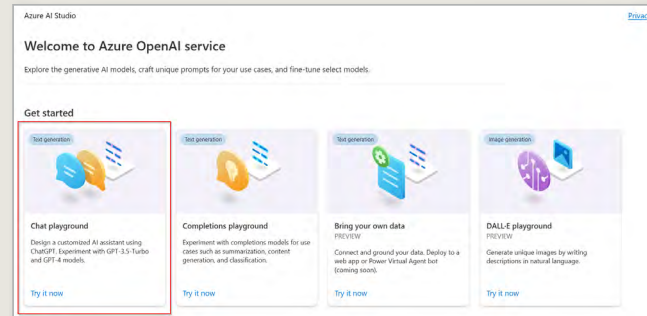 Azure AI Studio
Privac
Welcome to Azure OpenAI service
Explore the generative AI models, craft unique prompts for your use cases, and fine-tune select models.
Get started
Text generation
Chat playground
Design a customized AI assistant using
ChatGPT. Experiment with GPT-3.5-Turbo
and GPT-4 models.
Try it now
Text generation
Completions playground
Experiment with completions models for use
cases such as summarization, content
generation, and classification.
Try it now
Text generation
Bring your own data
PREVIEW
Connect and ground your data. Deploy to a
web app or Power Virtual Agent bot
(coming soon).
Try it now
Image generation
DALL-E playground
PREVIEW
Generate unique images by writing
descriptions in natural language.
Try it now